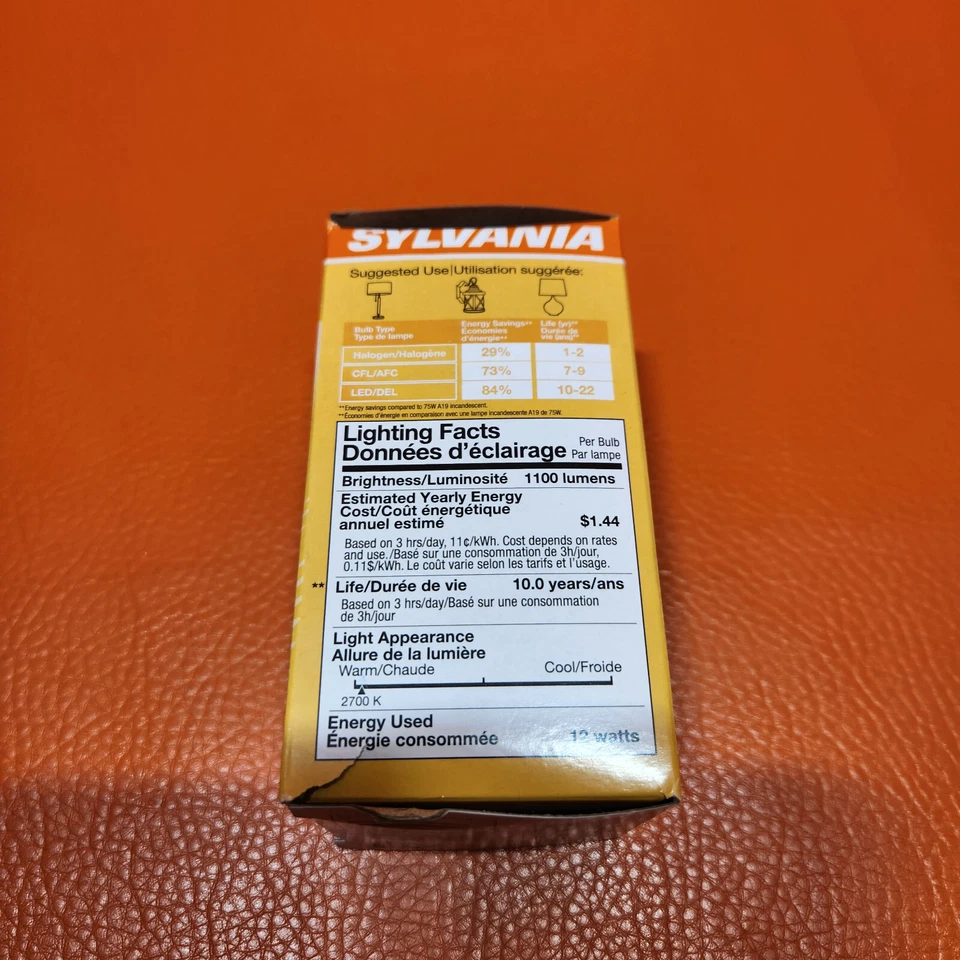 SYLVANIA
Suggested Use|Utilisation suggérée:
Bulb Type
Type de lampe
Energy Savings**
Économies
d'énergie**
Life (yr)**
Durée de
vie (ans)**
Halogen/Halogène 29% 1-2
CFL/AFC 73% 7-9
LED/DEL 84% 10-22
**Energy savings compared to 75W A19 incandescent.
**Économies d'énergie en comparaison avec une lampe incandescente A19 de 75W.
Lighting Facts
Données d'éclairage
Per Bulb
Par lampe
Brightness/Luminosité 1100 lumens
Estimated Yearly Energy
Cost/Coût énergétique
annuel estimé $1.44
Based on 3 hrs/day, 11¢/kWh. Cost depends on rates
and use./Basé sur une consommation de 3h/jour,
0.11$/kWh. Le coût varie selon les tarifs et l'usage.
** Life/Durée de vie 10.0 years/ans
Based on 3 hrs/day/Basé sur une consommation
de 3h/jour
Light Appearance
Allure de la lumière
Warm/Chaude Cool/Froide
2700 K
Energy Used
Énergie consommée 12 watts